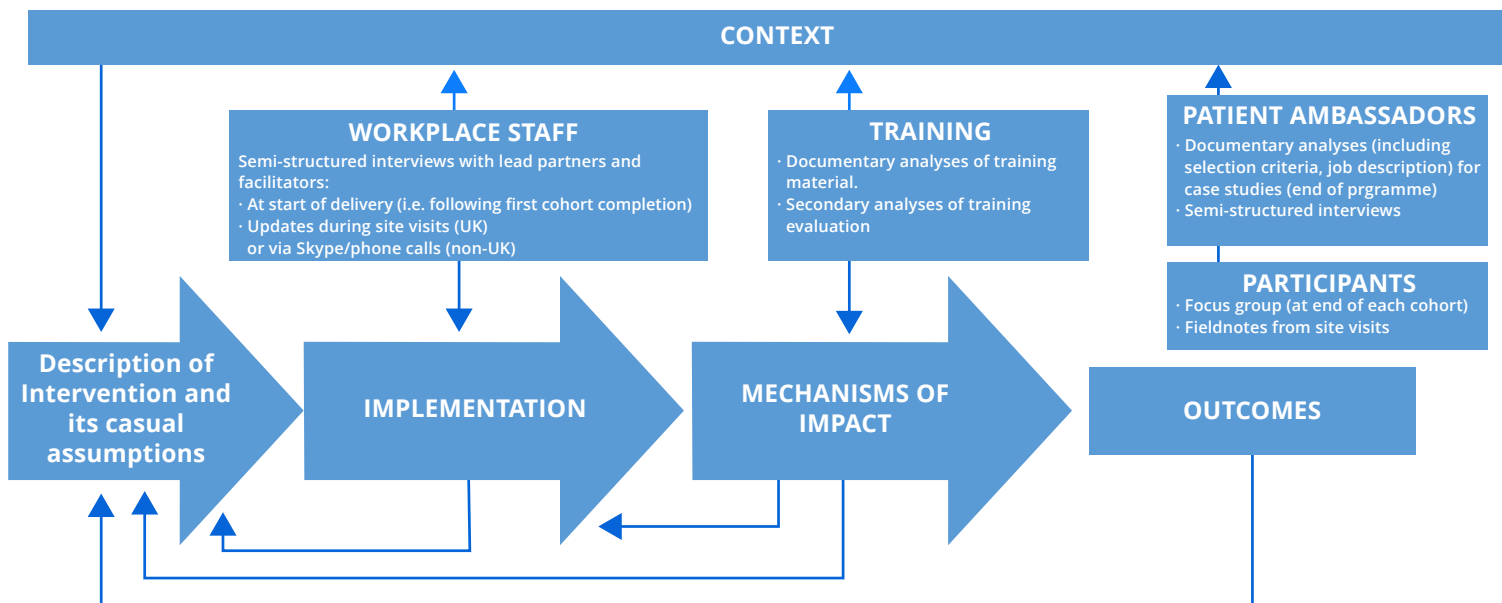 CONTEXT
WORKPLACE STAFF
Semi-structured interviews with lead partners and
facilitators:
· At start of delivery (i.e. following first cohort completion)
· Updates during site visits (UK)
or via Skype/phone calls (non-UK)
TRAINING
· Documentary analyses of training
material.
· Secondary analyses of training
evaluation
PATIENT AMBASSADORS
· Documentary analyses (including
selection criteria, job description) for
case studies (end of prgramme)
· Semi-structured interviews
PARTICIPANTS
· Focus group (at end of each cohort)
· Fieldnotes from site visits
Description of
Intervention and
its casual
assumptions
IMPLEMENTATION
MECHANISMS OF
IMPACT
OUTCOMES